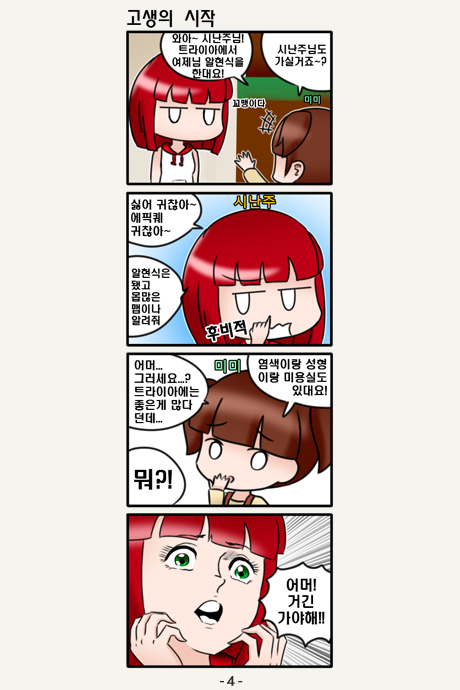 고생의 시작
와아~ 시난주님!
트라이아에서
여제님 알현식을
한대요!
시난주님도
가실거죠~?
꼬맹이다
미미
싫어 귀찮아~
에픽퀘
귀찮아~
시난주
알현식은
됐고
몹많은
맵이나
알려줘
후비적
어머...
그러세요...?
트라이아에는
좋은게 많다
던데...
미미
염색이랑 성형
이랑 미용실도
있대요!
뭐?!
어머!
거긴
가야해!!
-4-